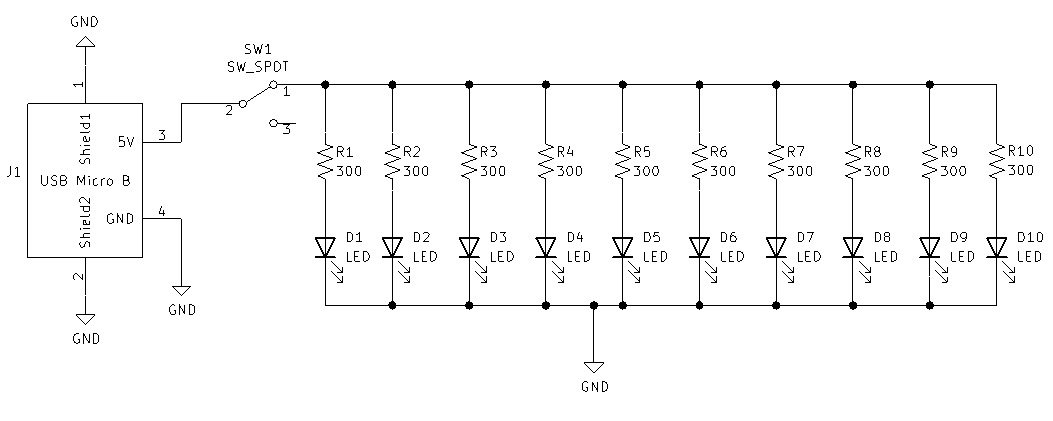 GND
SW1
SW_SPDT
1
1
2
3
Shield1
5V
3
J1
USB Micro B
Shield2
GND
4
2
GND
GND
R1
300
R2
300
R3
300
R4
300
R5
300
R6
300
R7
300
R8
300
R9
300
R10
300
D1
LED
D2
LED
D3
LED
D4
LED
D5
LED
D6
LED
D7
LED
D8
LED
D9
LED
D10
LED
GND